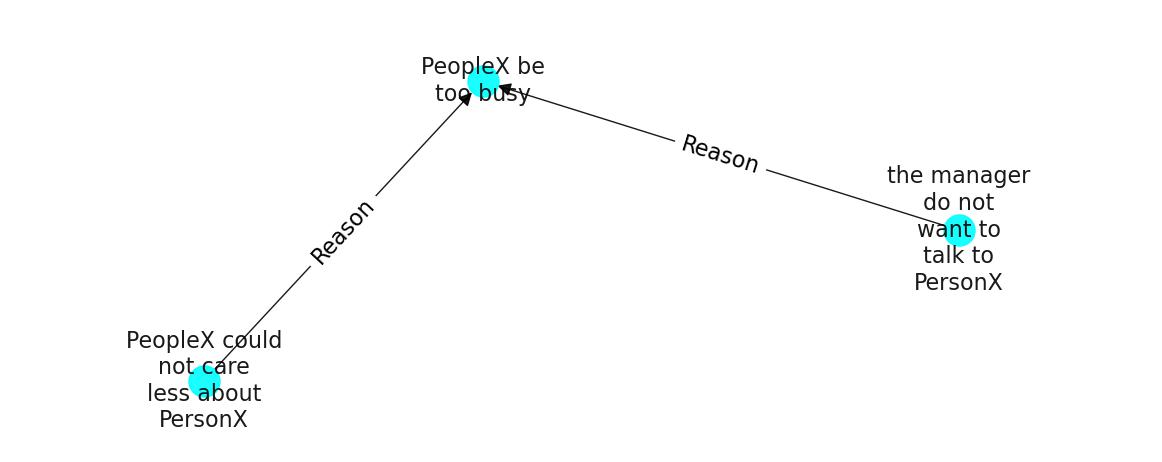 PeopleX be
too busy
Reason
the manager
do not
want to
talk to
PersonX
Reason
PeopleX could
not care
less about
PersonX